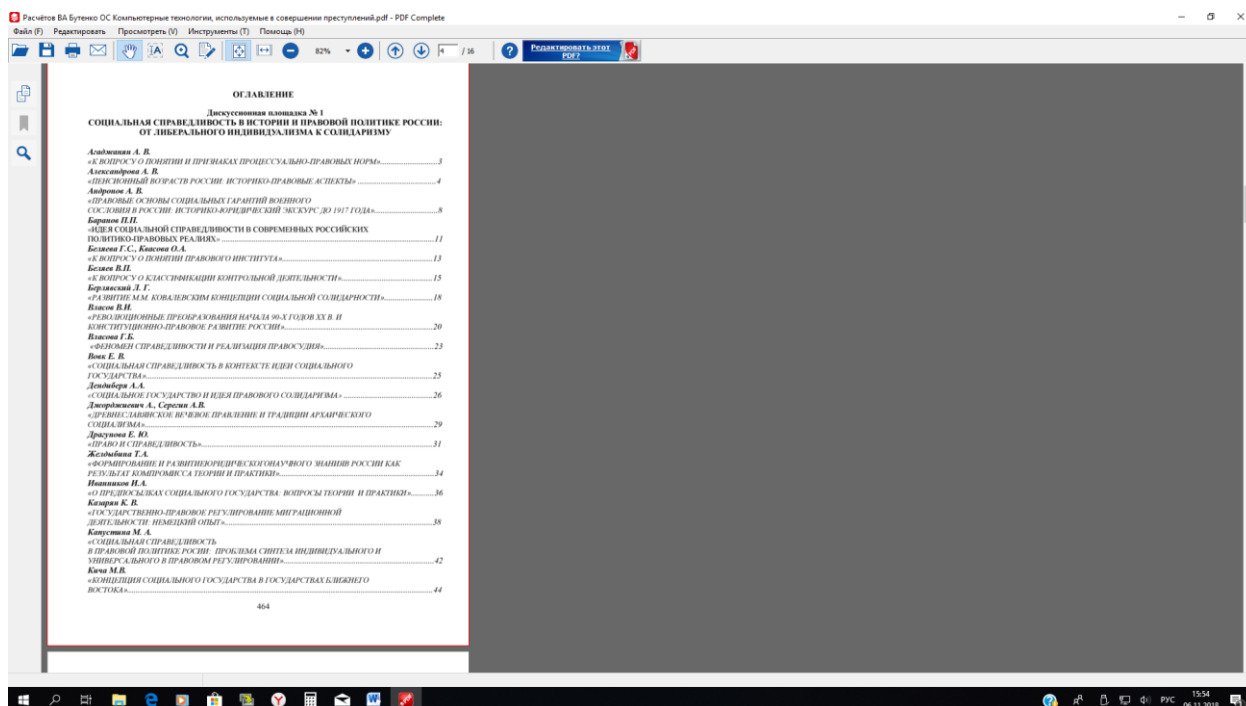 Расчётов ВА Бутенко ОС Компьютерные технологии, используемые в совершении преступлений.pdf - PDF Complete
Файл (F) Редактировать Просмотреть (V) Инструменты (T) Помощь (H)
82% 4 / 16 ? Редактировать этот
PDF?
ОГЛАВЛЕНИЕ
Дискуссионная площадка № 1
СОЦИАЛЬНАЯ СПРАВЕДЛИВОСТЬ В ИСТОРИИ И ПРАВОВОЙ ПОЛИТИКЕ РОССИИ:
ОТ ЛИБЕРАЛЬНОГО ИНДИВИДУАЛИЗМА К СОЛИДАРИЗМУ
Агаджанян А. В.
«К ВОПРОСУ О ПОНЯТИИ И ПРИЗНАКАХ ПРОЦЕССУАЛЬНО-ПРАВОВЫХ НОРМ»...............3
Александрова А. В.
«ПЕНСИОННЫЙ ВОЗРАСТВ РОССИИ: ИСТОРИКО-ПРАВОВЫЕ АСПЕКТЫ» ...............4
Андронов А. В.
«ПРАВОВЫЕ ОСНОВЫ СОЦИАЛЬНЫХ ГАРАНТИЙ ВОЕННОГО
СОСЛОВИЯ В РОССИИ: ИСТОРИКО-ЮРИДИЧЕСКИЙ ЭКСКУРС ДО 1917 ГОДА»...............8
Баранов П.П.
«ИДЕЯ СОЦИАЛЬНОЙ СПРАВЕДЛИВОСТИ В СОВРЕМЕННЫХ РОССИЙСКИХ
ПОЛИТИКО-ПРАВОВЫХ РЕАЛИЯХ» ...............11
Беляева Г.С., Квасова О.А.
«К ВОПРОСУ О ПОНЯТИИ ПРАВОВОГО ИНСТИТУТА»...............13
Беляев В.П.
«К ВОПРОСУ О КЛАССИФИКАЦИИ КОНТРОЛЬНОЙ ДЕЯТЕЛЬНОСТИ»...............15
Берлявский Л. Г.
«РАЗВИТИЕ М.М. КОВАЛЕВСКИМ КОНЦЕПЦИИ СОЦИАЛЬНОЙ СОЛИДАРНОСТИ»...............18
Власов В.И.
«РЕВОЛЮЦИОННЫЕ ПРЕОБРАЗОВАНИЯ НАЧАЛА 90-Х ГОДОВ XX В. И
КОНСТИТУЦИОННО-ПРАВОВОЕ РАЗВИТИЕ РОССИИ»...............20
Власова Г.Б.
«ФЕНОМЕН СПРАВЕДЛИВОСТИ И РЕАЛИЗАЦИЯ ПРАВОСУДИЯ»...............23
Вовк Е. В.
«СОЦИАЛЬНАЯ СПРАВЕДЛИВОСТЬ В КОНТЕКСТЕ ИДЕИ СОЦИАЛЬНОГО
ГОСУДАРСТВА»...............25
Дендиберя А.А.
«СОЦИАЛЬНОЕ ГОСУДАРСТВО И ИДЕЯ ПРАВОВОГО СОЛИДАРИЗМА» ...............26
Джорджиевич А., Серегин А.В.
«ДРЕВНЕСЛАВЯНСКОЕ ВЕЧЕВОЕ ПРАВЛЕНИЕ И ТРАДИЦИИ АРХАИЧЕСКОГО
СОЦИАЛИЗМА»...............29
Драгунова Е. Ю.
«ПРАВО И СПРАВЕДЛИВОСТЬ»...............31
Желдыбина Т.А.
«ФОРМИРОВАНИЕ И РАЗВИТИЕЮРИДИЧЕСКОГОНАУЧНОГО ЗНАНИЯВ РОССИИ КАК
РЕЗУЛЬТАТ КОМПРОМИССА ТЕОРИИ И ПРАКТИКИ»...............34
Иванников И.А.
«О ПРЕДПОСЫЛКАХ СОЦИАЛЬНОГО ГОСУДАРСТВА: ВОПРОСЫ ТЕОРИИ И ПРАКТИКИ»...............36
Казарян К. В.
«ГОСУДАРСТВЕННО-ПРАВОВОЕ РЕГУЛИРОВАНИЕ МИГРАЦИОННОЙ
ДЕЯТЕЛЬНОСТИ: НЕМЕЦКИЙ ОПЫТ»...............38
Капустина М. А.
«СОЦИАЛЬНАЯ СПРАВЕДЛИВОСТЬ
В ПРАВОВОЙ ПОЛИТИКЕ РОСИИ: ПРОБЛЕМА СИНТЕЗА ИНДИВИДУАЛЬНОГО И
УНИВЕРСАЛЬНОГО В ПРАВОВОМ РЕГУЛИРОВАНИИ»...............42
Кича М.В.
«КОНЦЕПЦИЯ СОЦИАЛЬНОГО ГОСУДАРСТВА В ГОСУДАРСТВАХ БЛИЖНЕГО
ВОСТОКА»...............44
464
РУС 15:54
06.11.2018